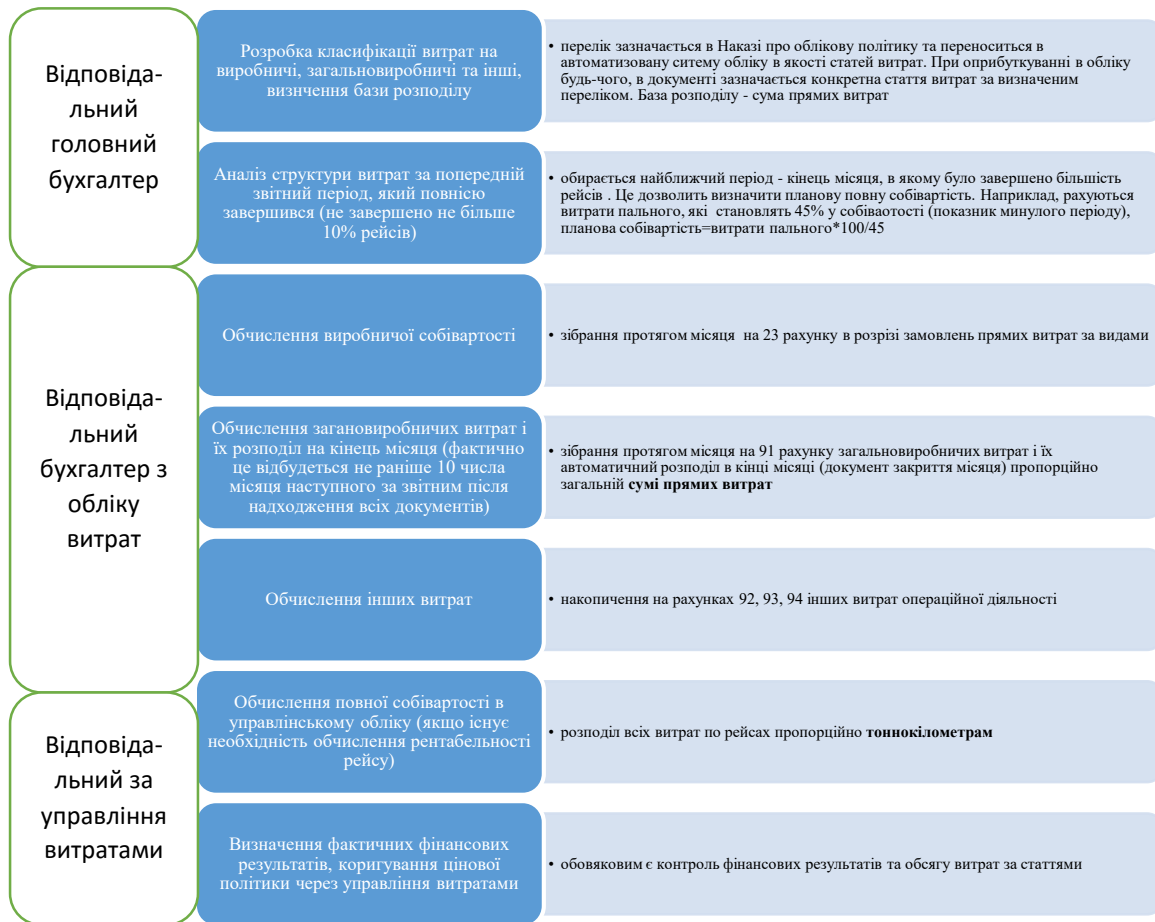 Відповіда-
льний
головний
бухгалтер
Розробка класифікації витрат на
виробничі, загальновиробничі та інші,
визнчення бази розподілу
• перелік зазначається в Наказі про облікову політику та переноситься в
автоматизовану ситему обліку в якості статей витрат. При оприбуткуванні в обліку
будь-чого, в документі зазначається конкретна стаття витрат за визначеним
переліком. База розподілу - сума прямих витрат
Аналіз структури витрат за попередній
звітний період, який повнісю
завершився (не завершено не більше
10% рейсів)
• обирається найближчий період - кінець місяця, в якому було завершено більшість
рейсів . Це дозволить визначити планову повну собівартість. Наприклад, рахуються
витрати пального, які становлять 45% у собіваотості (показник минулого періоду),
планова собівартість=витрати пального*100/45
Відповіда-
льний
бухгалтер з
обліку
витрат
Обчислення виробничої собівартості
• зібрання протягом місяця на 23 рахунку в розрізі замовлень прямих витрат за видами
Обчислення загановиробничих витрат і
їх розподіл на кінець місяця (фактично
це відбудеться не раніше 10 числа
місяця наступного за звітним після
надходження всіх документів)
• зібрання протягом місяця на 91 рахунку загальновиробничих витрат і їх
автоматичний розподіл в кінці місяці (документ закриття місяця) пропорційно
загальній сумі прямих витрат
Обчислення інших витрат
• накопичення на рахунках 92, 93, 94 інших витрат операційної діяльності
Відповіда-
льний за
управління
витратами
Обчислення повної собівартості в
управлінському обліку (якщо існує
необхідність обчислення рентабельності
рейсу)
• розподіл всіх витрат по рейсах пропорційно тоннокілометрам
Визначення фактичних фінансових
результатів, коригування цінової
політики через управління витратами
• обовяковим є контроль фінансових результатів та обсягу витрат за статтями